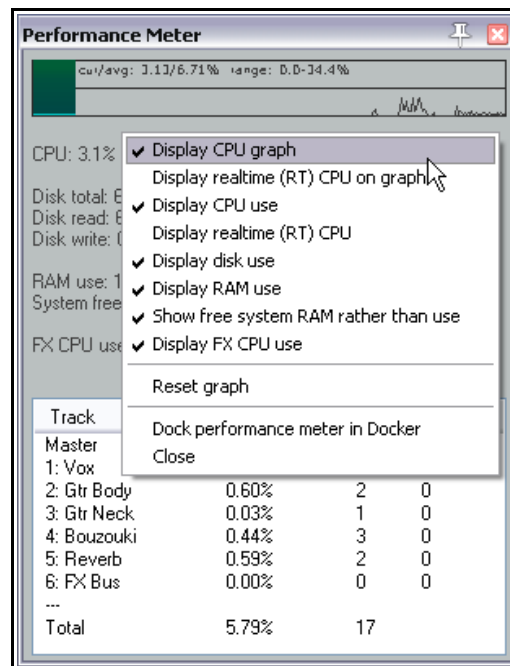 Performance Meter
cur/avg: 3.13/6.71% range: 0.0-34.4%
CPU: 3.1%
Disk total: 6
Disk read: 6
Disk write: 0
RAM use: 1
System free
FX CPU use
✔ Display CPU graph
Display realtime (RT) CPU on graph
✔ Display CPU use
Display realtime (RT) CPU
✔ Display disk use
✔ Display RAM use
✔ Show free system RAM rather than use
✔ Display FX CPU use
Reset graph
Dock performance meter in Docker
Close
Track
Master
1: Vox
2: Gtr Body 0.60% 2 0
3: Gtr Neck 0.03% 1 0
4: Bouzouki 0.44% 3 0
5: Reverb 0.59% 2 0
6: FX Bus 0.00% 0 0
---
Total 5.79% 17